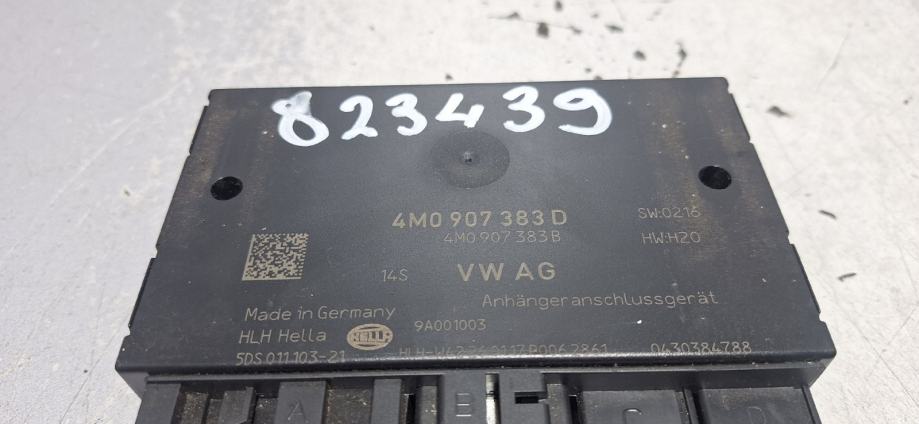 823439
4M0 907 383 D SW:0216
4M0 907 383 B HW:H20
14S VW AG
Anhängeranschlussgerät
Made in Germany
HLH Hella HELLA 9A001003
5DS 011 103-21 0430384788
A B C D